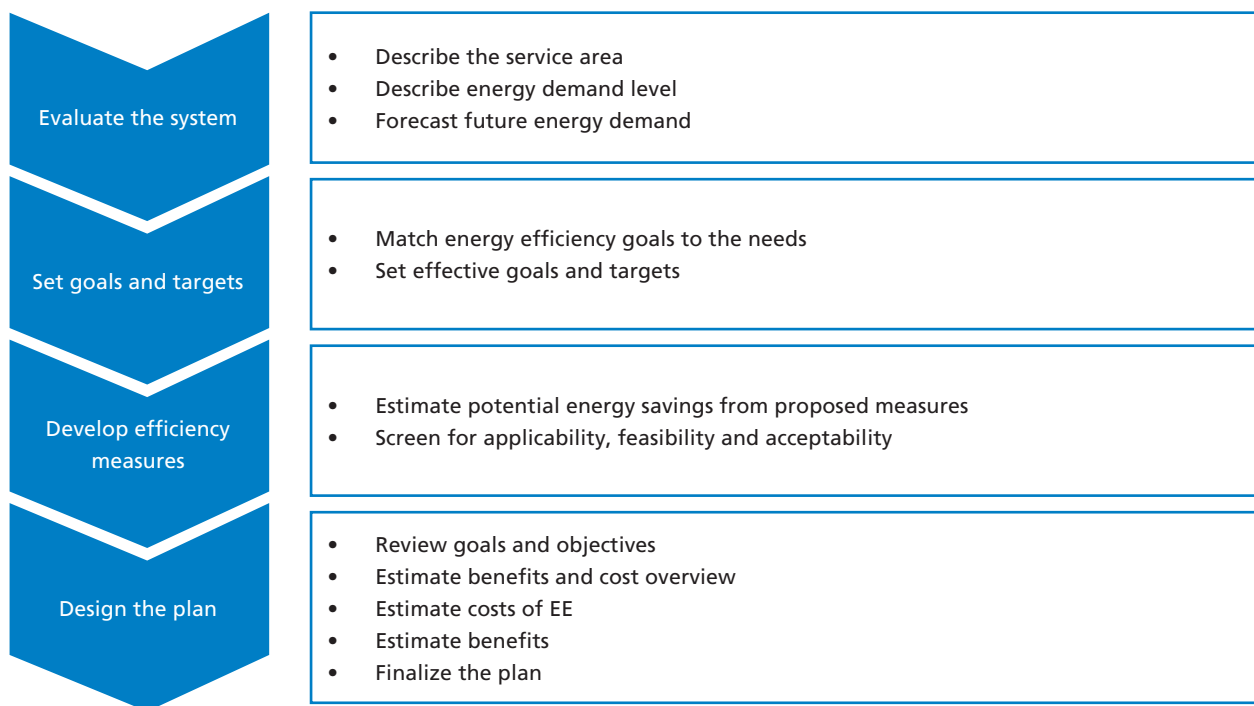 Evaluate the system
• Describe the service area
• Describe energy demand level
• Forecast future energy demand
Set goals and targets
• Match energy efficiency goals to the needs
• Set effective goals and targets
Develop efficiency
measures
• Estimate potential energy savings from proposed measures
• Screen for applicability, feasibility and acceptability
Design the plan
• Review goals and objectives
• Estimate benefits and cost overview
• Estimate costs of EE
• Estimate benefits
• Finalize the plan